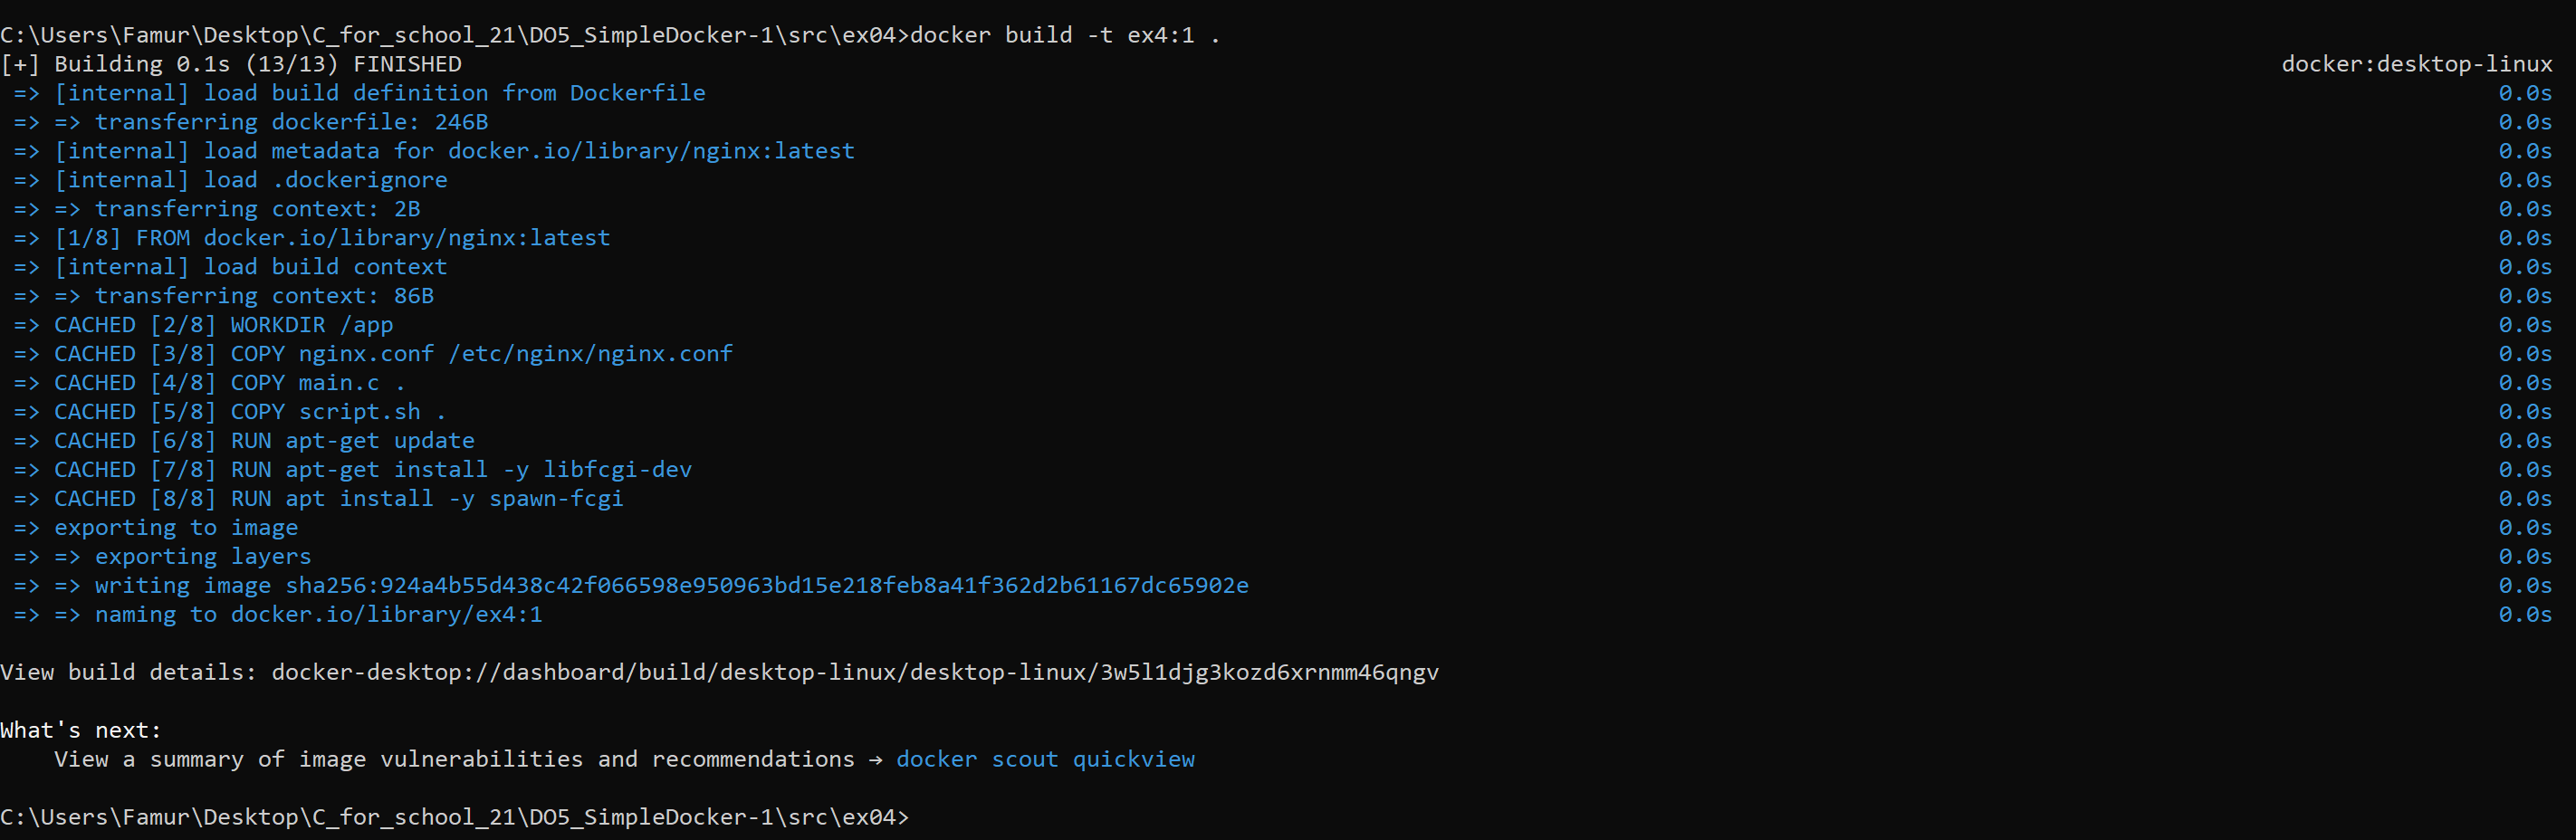 C:\Users\Famur\Desktop\C_for_school_21\DO5_SimpleDocker-1\src\ex04>docker build -t ex4:1 .
[+] Building 0.1s (13/13) FINISHED docker:desktop-linux
=> [internal] load build definition from Dockerfile 0.0s
=> => transferring dockerfile: 246B 0.0s
=> [internal] load metadata for docker.io/library/nginx:latest 0.0s
=> [internal] load .dockerignore 0.0s
=> => transferring context: 2B 0.0s
=> [1/8] FROM docker.io/library/nginx:latest 0.0s
=> [internal] load build context 0.0s
=> => transferring context: 86B 0.0s
=> CACHED [2/8] WORKDIR /app 0.0s
=> CACHED [3/8] COPY nginx.conf /etc/nginx/nginx.conf 0.0s
=> CACHED [4/8] COPY main.c . 0.0s
=> CACHED [5/8] COPY script.sh . 0.0s
=> CACHED [6/8] RUN apt-get update 0.0s
=> CACHED [7/8] RUN apt-get install -y libfcgi-dev 0.0s
=> CACHED [8/8] RUN apt install -y spawn-fcgi 0.0s
=> exporting to image 0.0s
=> => exporting layers 0.0s
=> => writing image sha256:924a4b55d438c42f066598e950963bd15e218feb8a41f362d2b61167dc65902e 0.0s
=> => naming to docker.io/library/ex4:1 0.0s
View build details: docker-desktop://dashboard/build/desktop-linux/desktop-linux/3w5l1djg3kozd6xrnmm46qngv
What's next:
View a summary of image vulnerabilities and recommendations → docker scout quickview
C:\Users\Famur\Desktop\C_for_school_21\DO5_SimpleDocker-1\src\ex04>